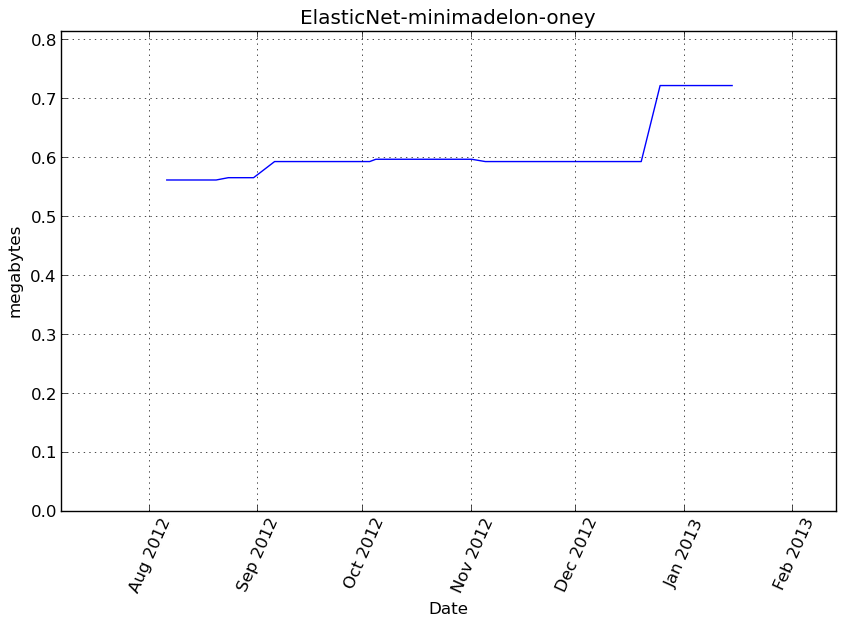 ElasticNet-minimadelon-oney
0.8
0.7
0.6
0.5
0.4
0.3
0.2
0.1
0.0
megabytes
Aug 2012
Sep 2012
Oct 2012
Nov 2012
Dec 2012
Jan 2013
Feb 2013
Date